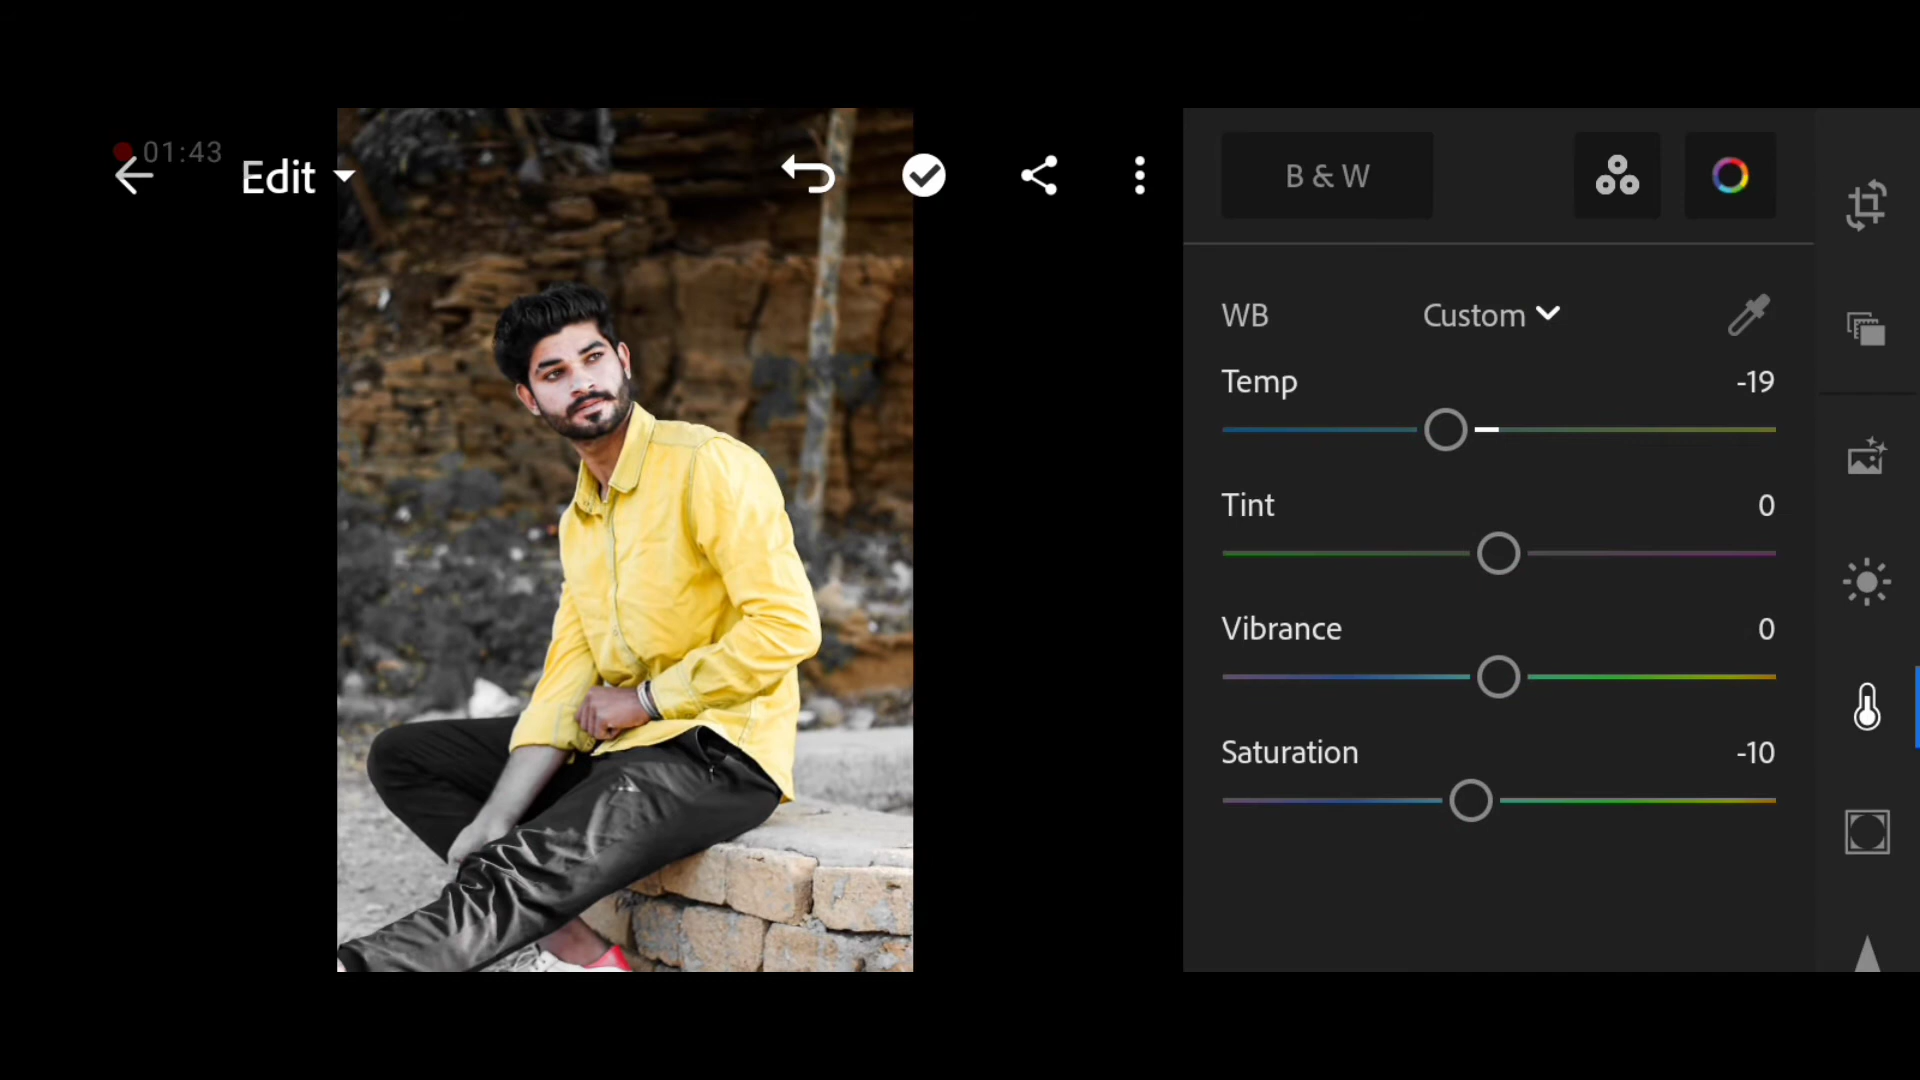 01:43
Edit
B & W
WB Custom
Temp -19
Tint 0
Vibrance 0
Saturation -10